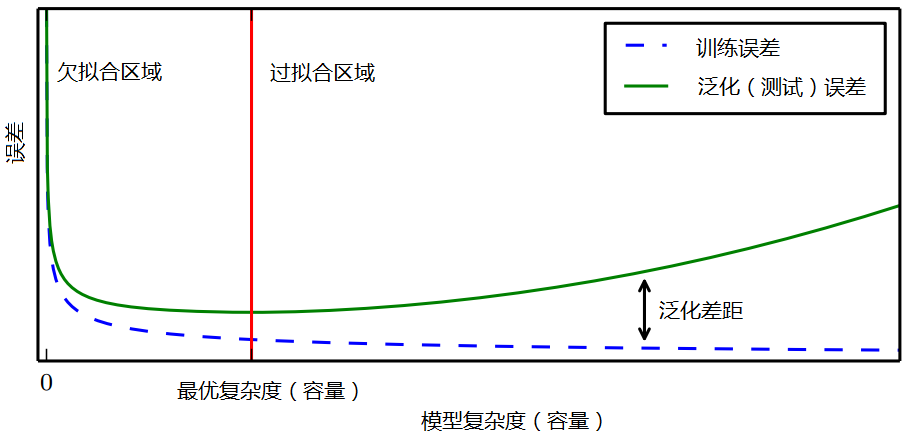 欠拟合区域
过拟合区域
训练误差
泛化（测试）误差
误差
泛化差距
0
最优复杂度（容量）
模型复杂度（容量）